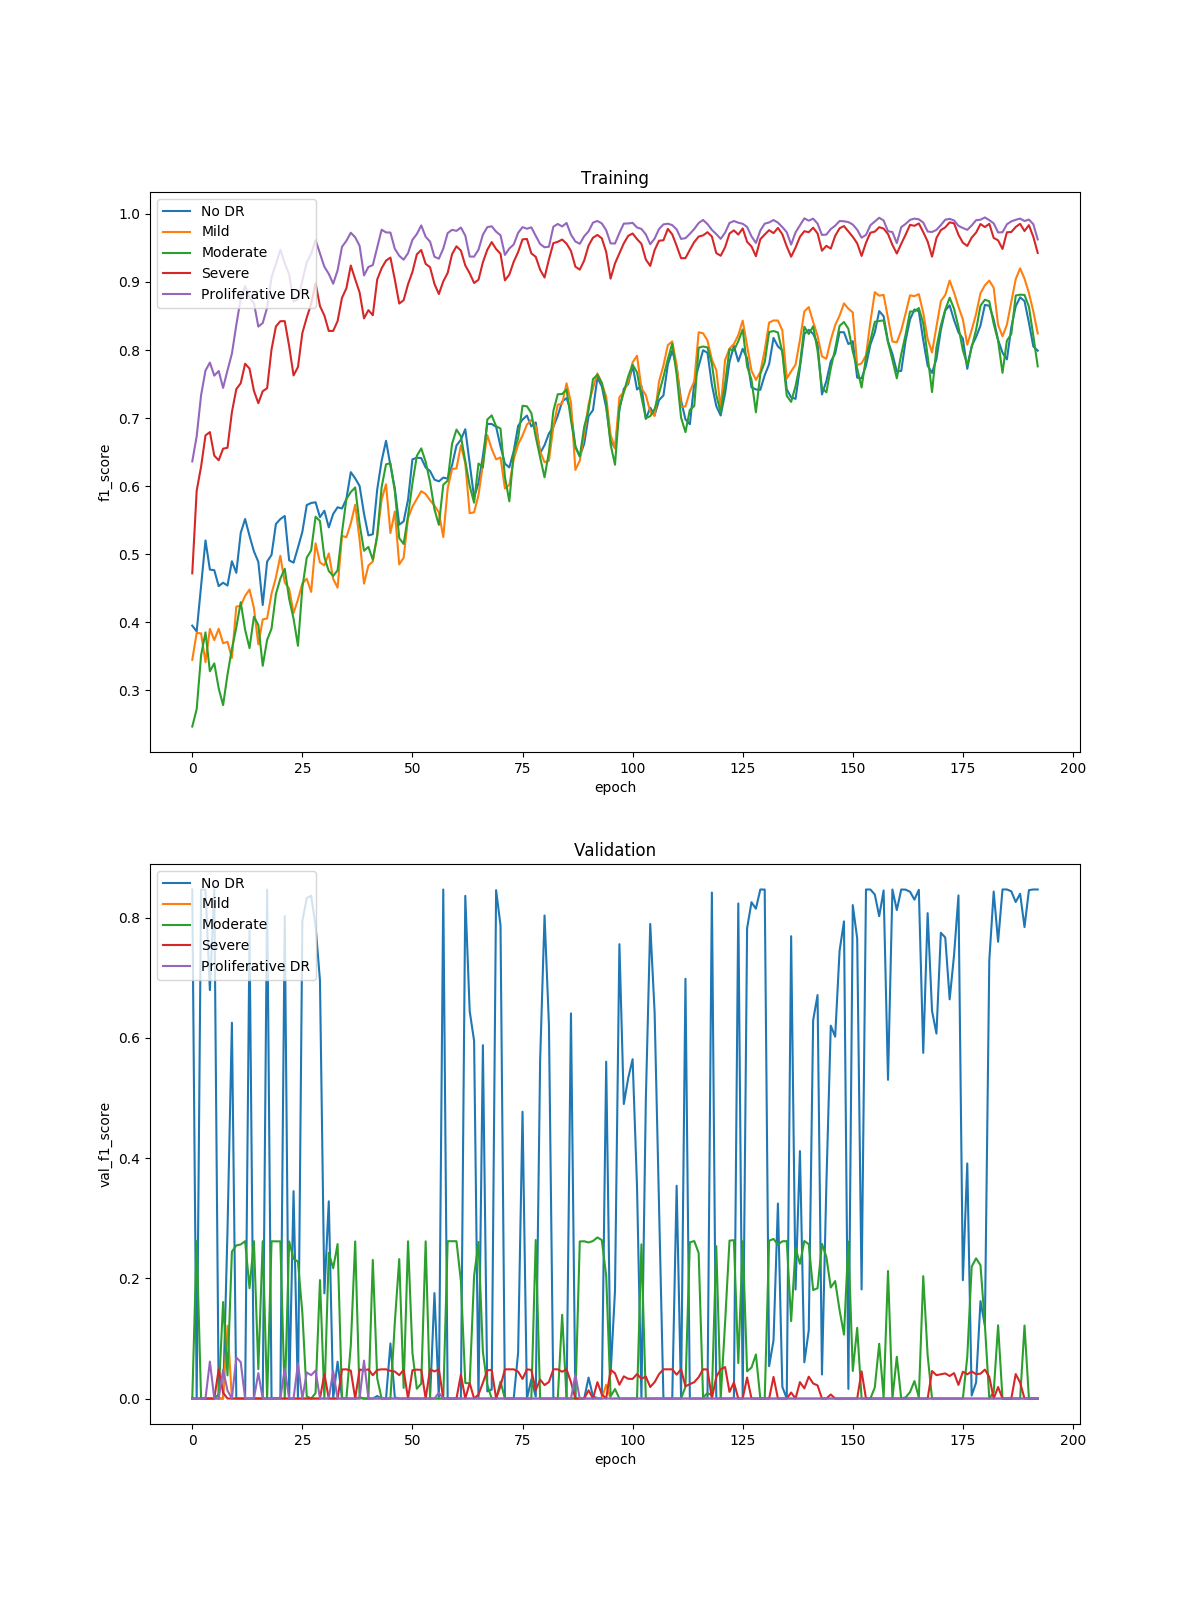 Training
f1_score
1.0
0.9
0.8
0.7
0.6
0.5
0.4
0.3
No DR
Mild
Moderate
Severe
Proliferative DR
0 25 50 75 100 125 150 175 200
epoch
Validation
val_f1_score
0.8
0.6
0.4
0.2
0.0
No DR
Mild
Moderate
Severe
Proliferative DR
0 25 50 75 100 125 150 175 200
epoch